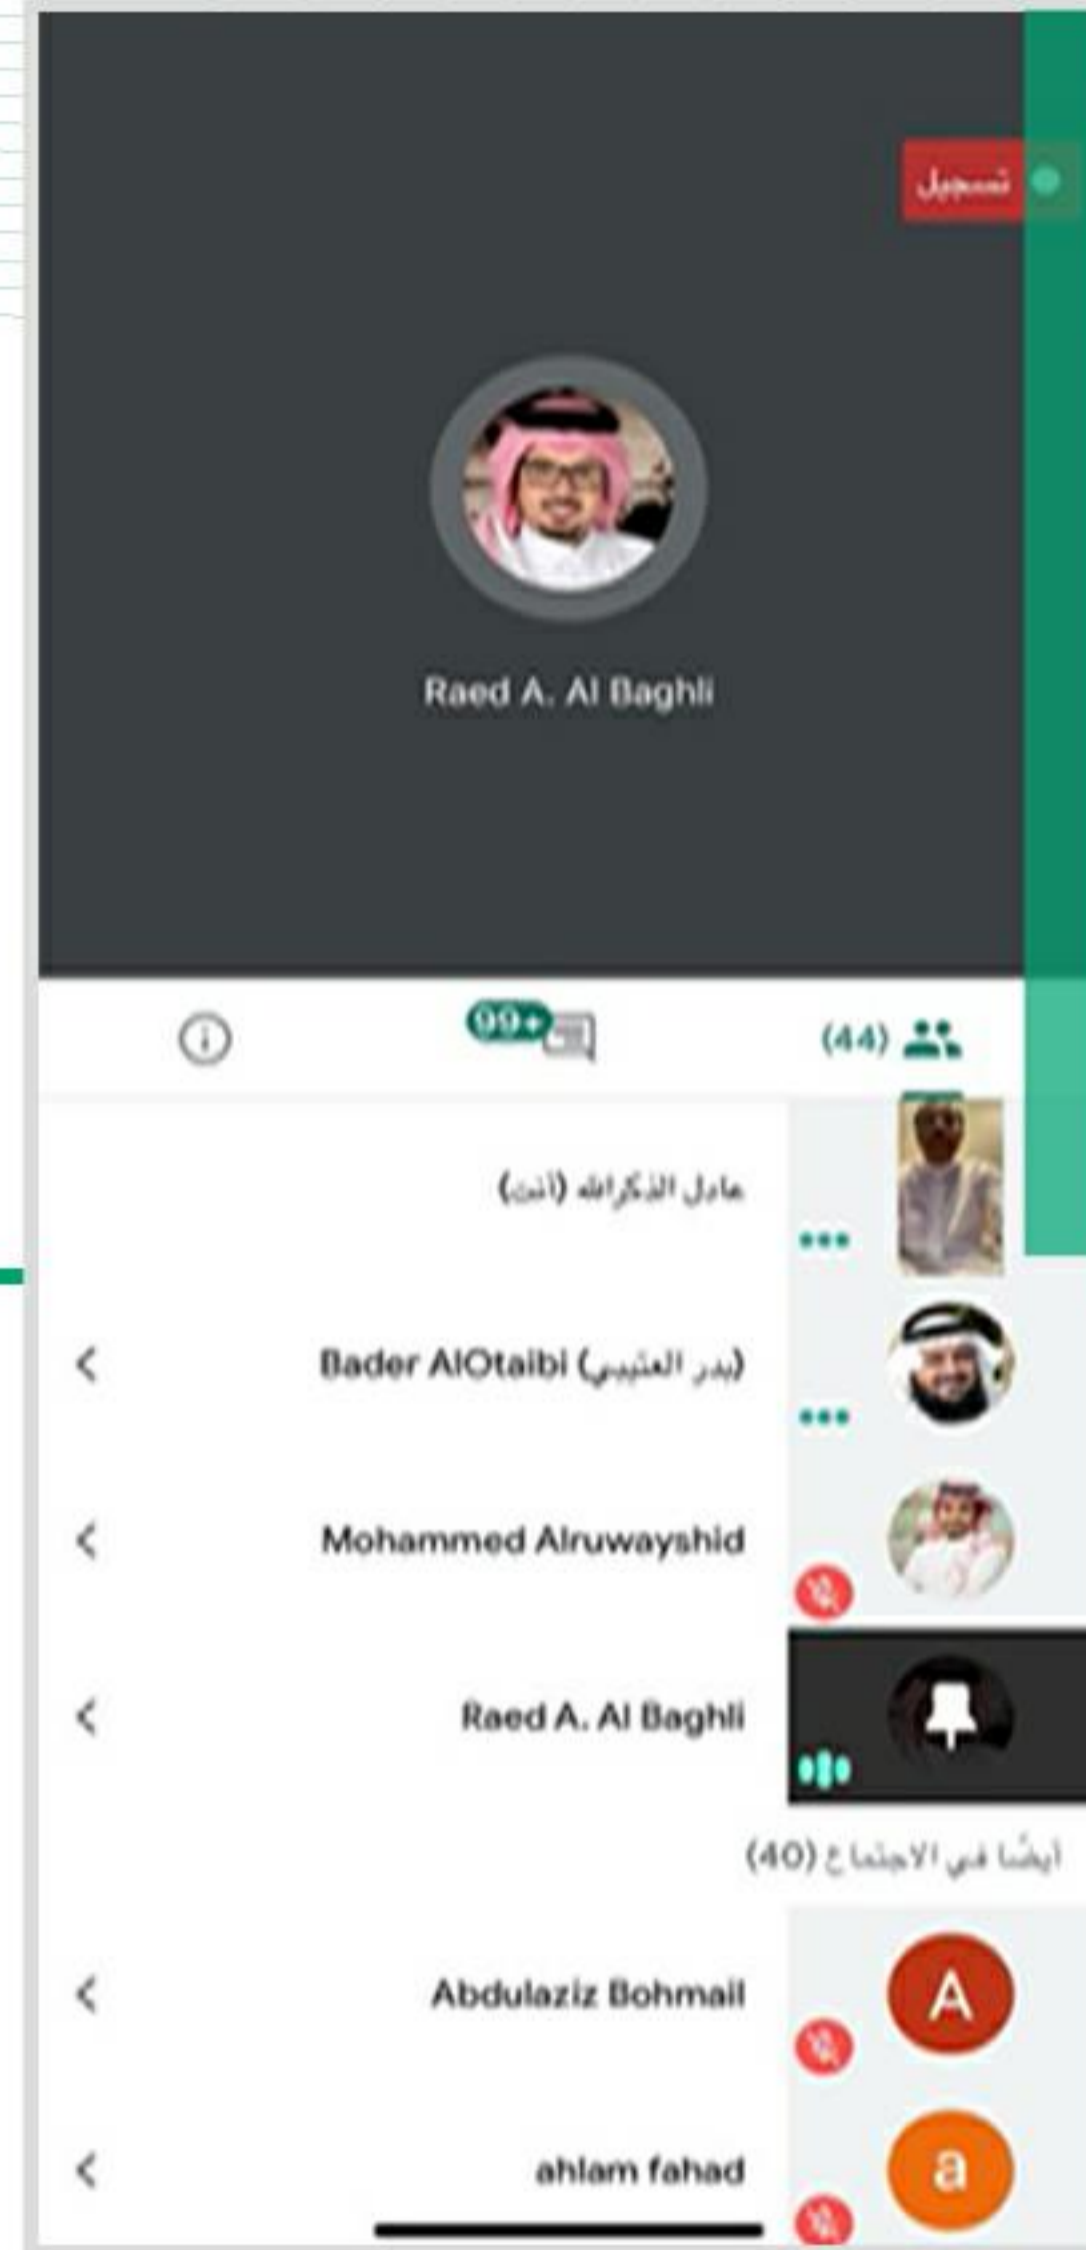 تسجيل
Raed A. Al Baghli
99+
(44)
عادل الذكرالله (أنت)
Bader AlOtaibi (بدر العتيبي)
Mohammed Alruwayshid
Raed A. Al Baghli
أيضًا في الاجتماع (40)
A
Abdulaziz Bohmail
a
ahlam fahad